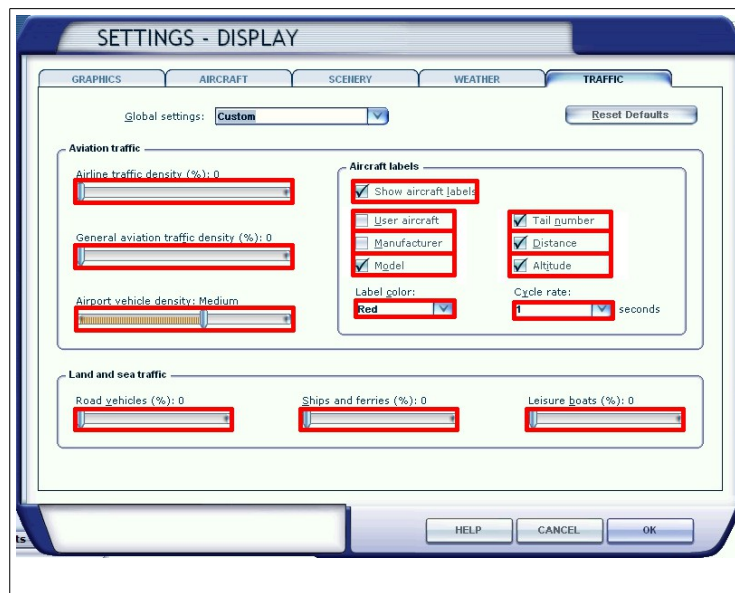 SETTINGS - DISPLAY
GRAPHICS AIRCRAFT SCENERY WEATHER TRAFFIC
Global settings: Custom Reset Defaults
Aviation traffic
Airline traffic density (%): 0
General aviation traffic density (%): 0
Airport vehicle density: Medium
Aircraft labels
Show aircraft labels
User aircraft Tail number
Manufacturer Distance
Model Altitude
Label color: Cycle rate:
Red 1 seconds
Land and sea traffic
Road vehicles (%): 0 Ships and ferries (%): 0 Leisure boats (%): 0
HELP CANCEL OK
ts